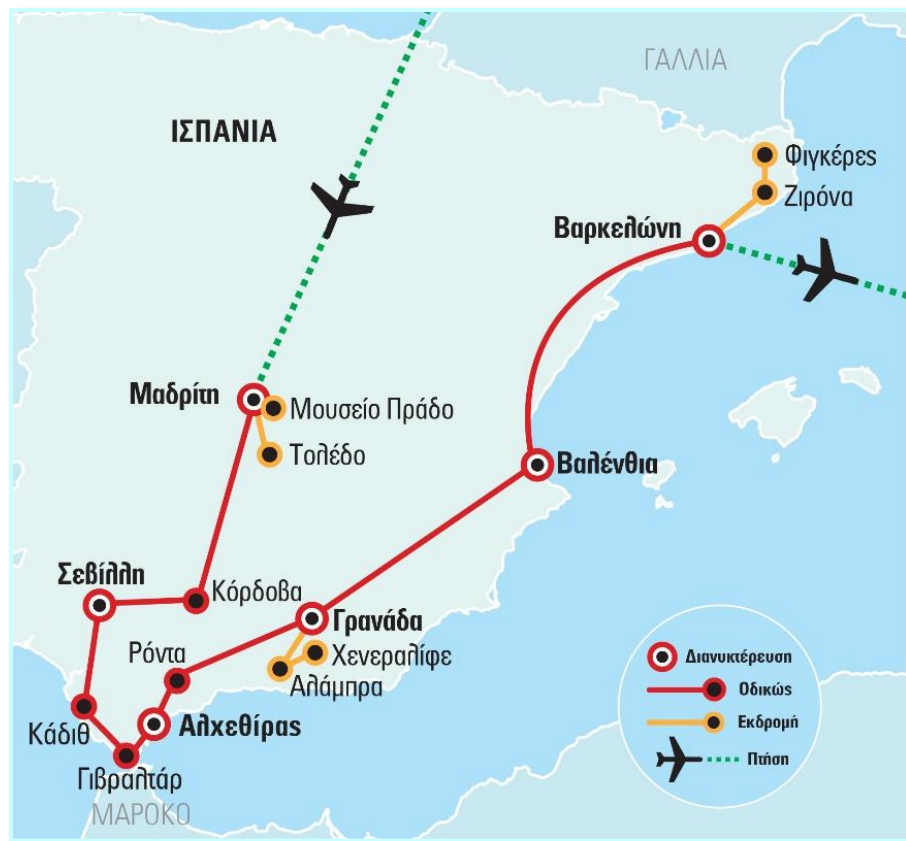 ΓΑΛΛΙΑ
ΙΣΠΑΝΙΑ
Φιγκέρες
Ζιρόνα
Βαρκελώνη
Μαδρίτη
Μουσείο Πράδο
Τολέδο
Βαλένθια
Σεβίλλη
Κόρδοβα
Γρανάδα
Ρόντα
Χενεραλίφε
Αλάμπρα
Κάδιθ
Αλχεθίρας
Γιβραλτάρ
ΜΑΡΟΚΟ
Διανυκτέρευση
Οδικώς
Εκδρομή
Πτήση